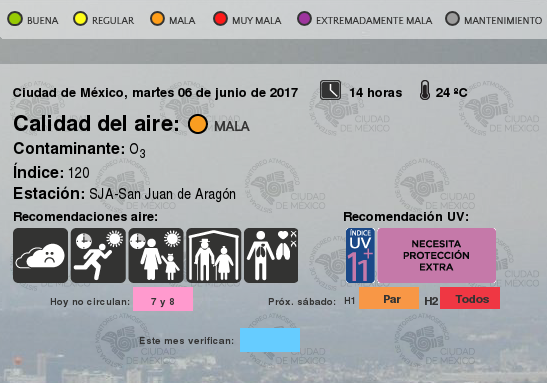 BUENA REGULAR MALA MUY MALA EXTREMADAMENTE MALA MANTENIMIENTO
Ciudad de México, martes 06 de junio de 2017 14 horas 24 ºC
Calidad del aire: MALA
Contaminante: O3
Índice: 120
Estación: SJA-San Juan de Aragón
Recomendaciones aire: Recomendación UV:
ÍNDICE UV 11+ NECESITA PROTECCIÓN EXTRA
Hoy no circulan: 7 y 8 Próx. sábado: H1 Par H2 Todos
Este mes verifican:
CIUDAD DE MÉXICO